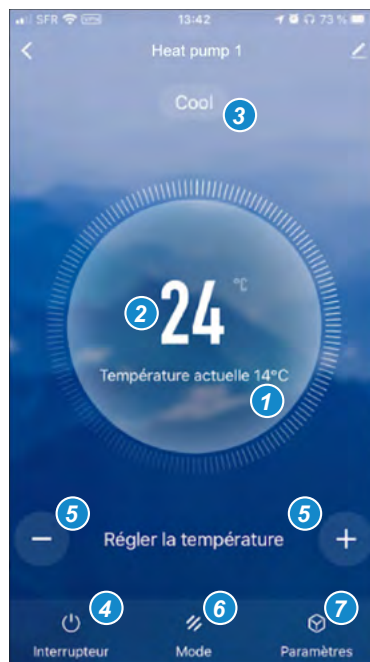 SFR VPN 13:42 73 %
Heat pump 1
Cool
3
2 24 °C
Température actuelle 14°C
1
5 5
− Régler la température +
4 6 7
Interrupteur Mode Paramètres